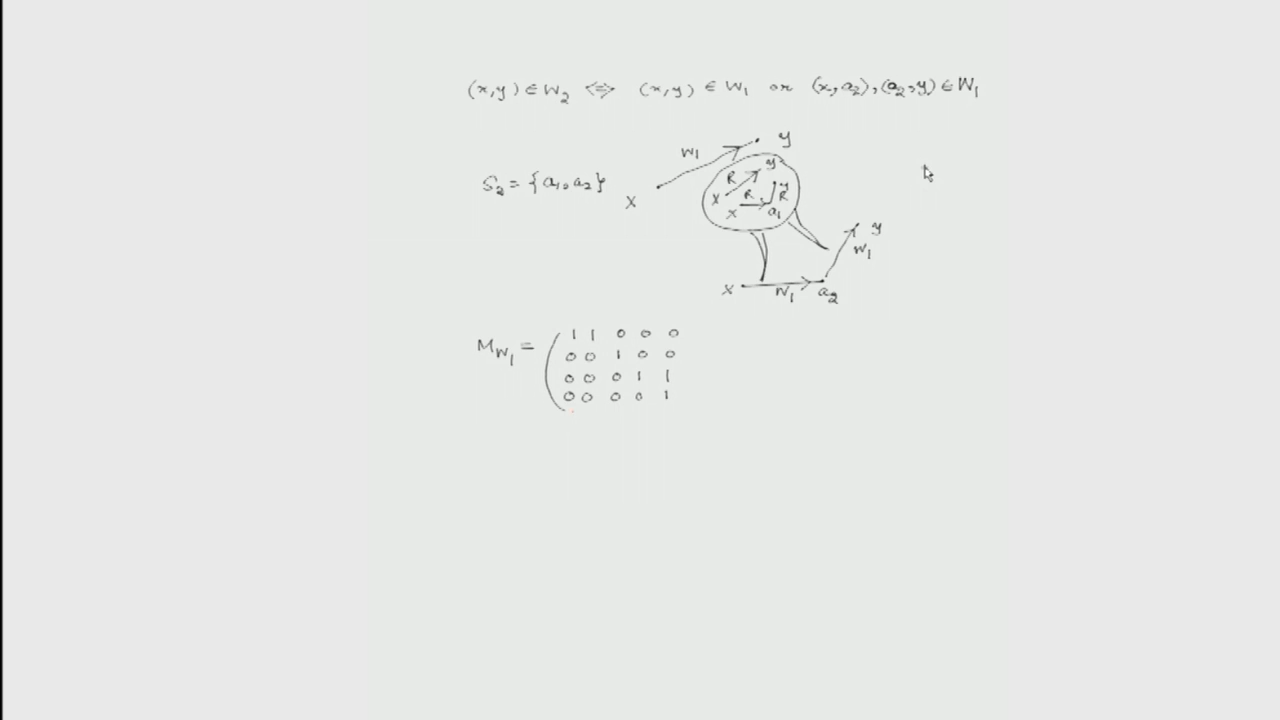 (x,y) ∈ W₂ ⇔ (x,y) ∈ W₁ or (x,a₂),(a₂,y) ∈ W₁
W₁ y
S₂ = {a₁,a₂} x
R y
x R y
x a₁ R
y
W₁
x W₁ a₂
M_W₁ = ( 1 1 0 0 0
0 0 1 0 0
0 0 0 1 1
0 0 0 0 1